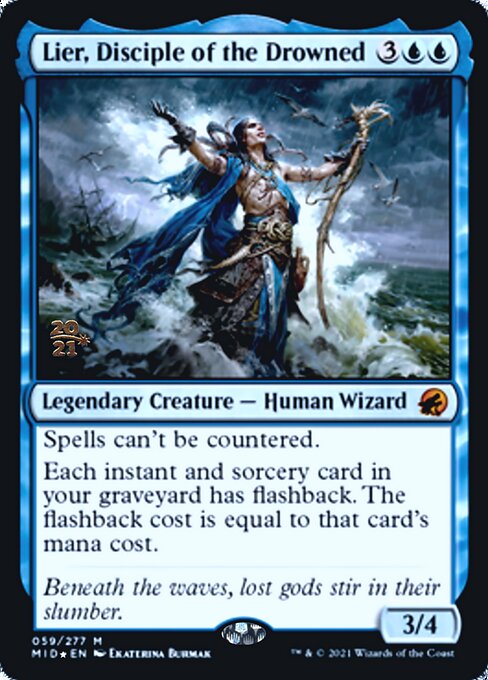 Lier, Disciple of the Drowned 3
20
21
Legendary Creature — Human Wizard
Spells can't be countered.
Each instant and sorcery card in
your graveyard has flashback. The
flashback cost is equal to that card's
mana cost.
Beneath the waves, lost gods stir in their
slumber.
3/4
059/277 M
MID★EN Ekaterina Burmak
™ & © 2021 Wizards of the Coast